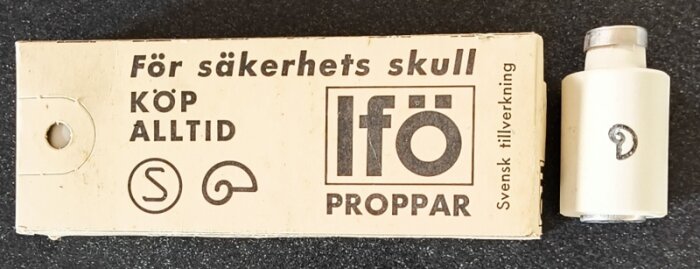 För säkerhets skull
KÖP
ALLTID
S
Ifö
PROPPAR
Svensk tillverkning